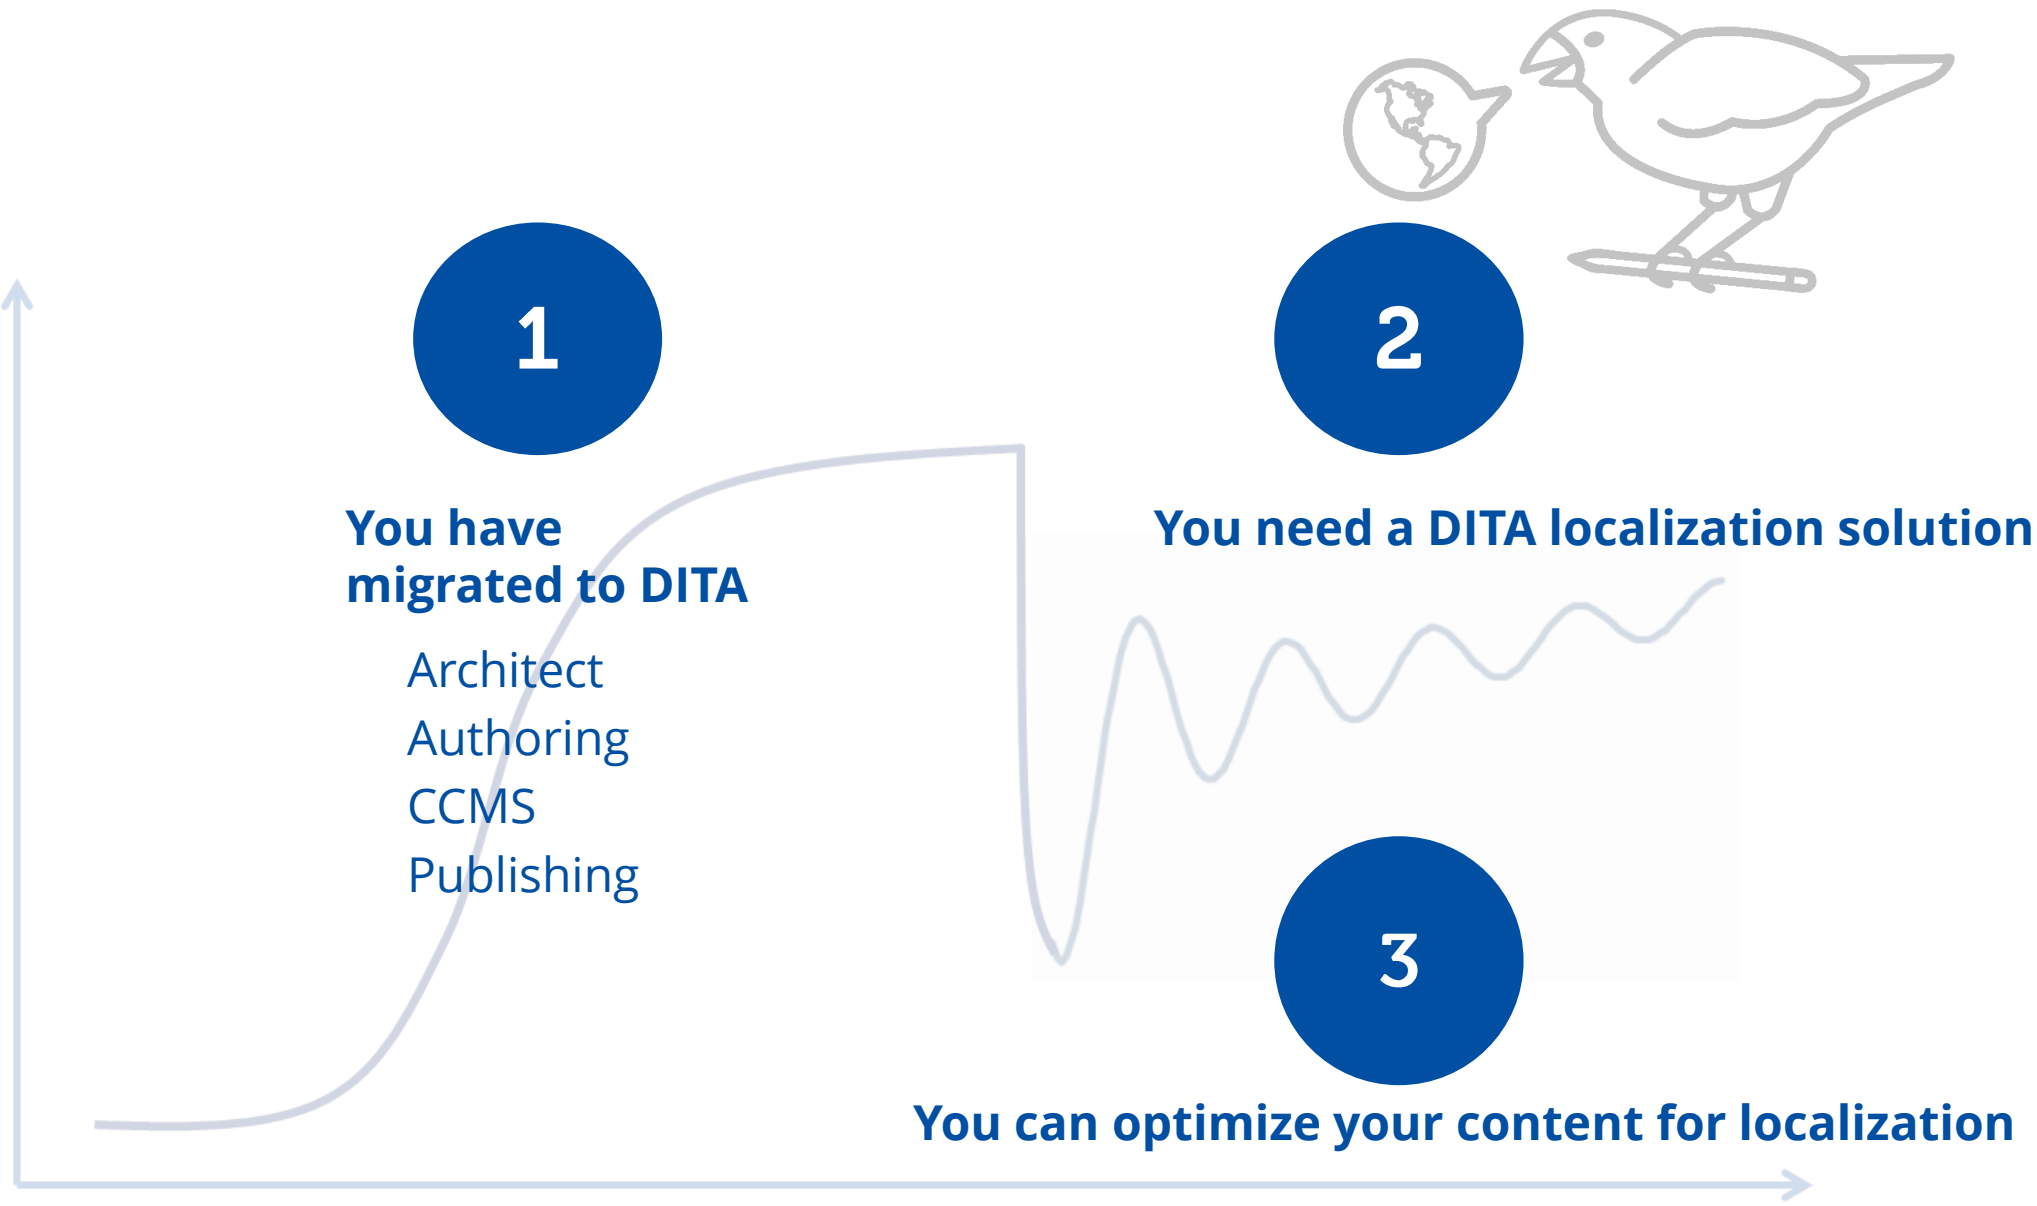 1
You have
migrated to DITA
Architect
Authoring
CCMS
Publishing
2
You need a DITA localization solution
3
You can optimize your content for localization